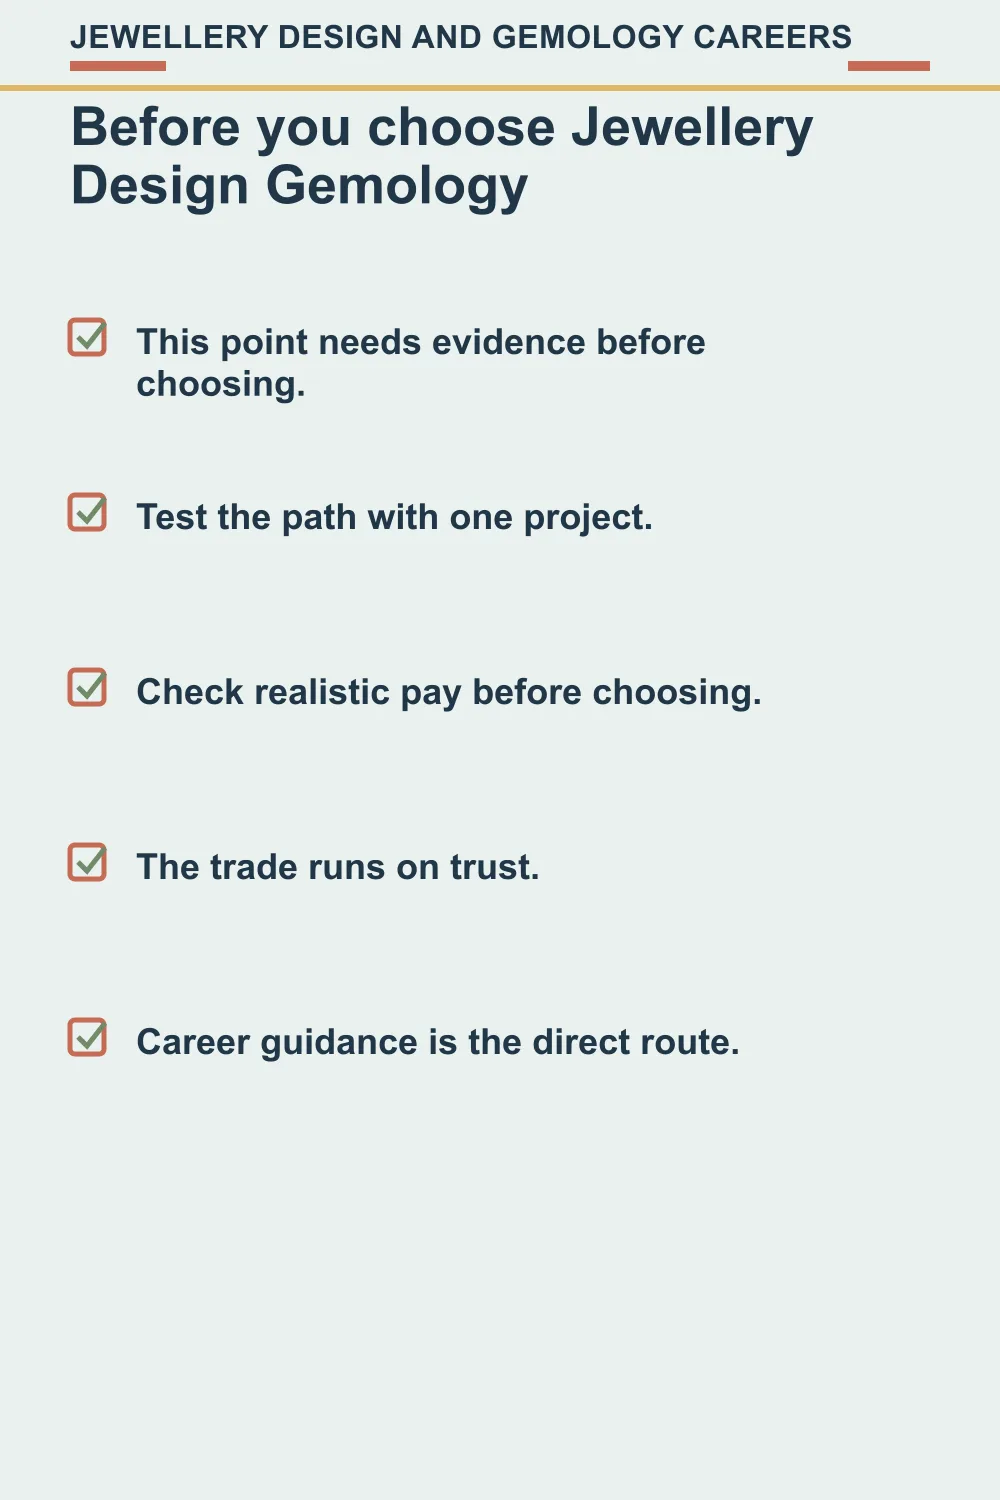 JEWELLERY DESIGN AND GEMOLOGY CAREERS
Before you choose Jewellery
Design Gemology
This point needs evidence before
choosing.
Test the path with one project.
Check realistic pay before choosing.
The trade runs on trust.
Career guidance is the direct route.